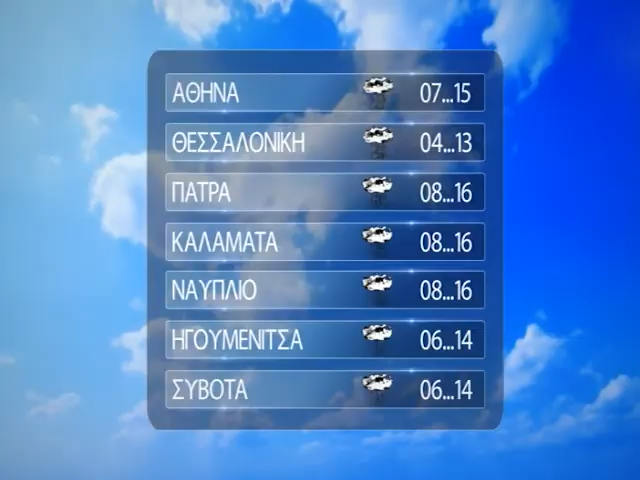 ΑΘΗΝΑ 07...15
ΘΕΣΣΑΛΟΝΙΚΗ 04...13
ΠΑΤΡΑ 08...16
ΚΑΛΑΜΑΤΑ 08...16
ΝΑΥΠΛΙΟ 08...16
ΗΓΟΥΜΕΝΙΤΣΑ 06...14
ΣΥΒΟΤΑ 06...14